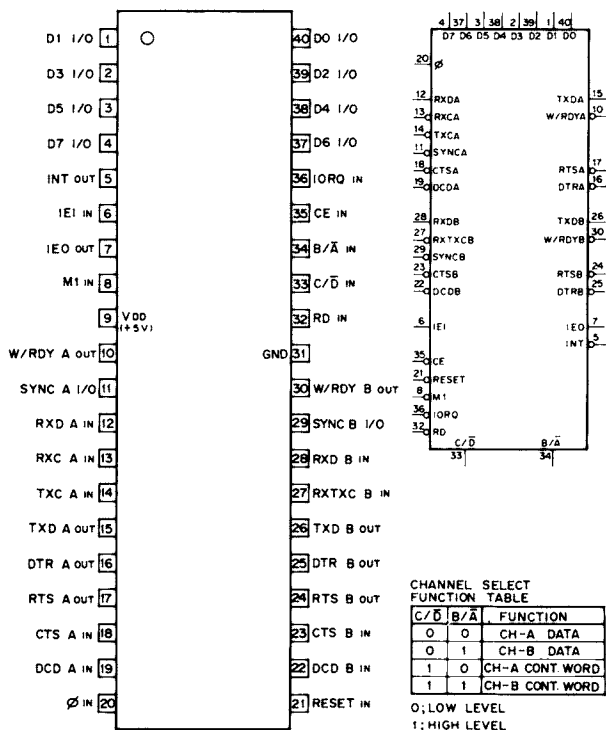 D1 I/O 1 40 D0 I/O
D3 I/O 2 39 D2 I/O
D5 I/O 3 38 D4 I/O
D7 I/O 4 37 D6 I/O
INT OUT 5 36 IORQ IN
IEI IN 6 35 CE IN
IEO OUT 7 34 B/A̅ IN
M1 IN 8 33 C/D̅ IN
9 VDD 32 RD IN
(+5V)
W/RDY A OUT 10 GND 31
SYNC A I/O 11 30 W/RDY B OUT
RXD A IN 12 29 SYNC B I/O
RXC A IN 13 28 RXD B IN
TXC A IN 14 27 RXTXC B IN
TXD A OUT 15 26 TXD B OUT
DTR A OUT 16 25 DTR B OUT
RTS A OUT 17 24 RTS B OUT
CTS A IN 18 23 CTS B IN
DCD A IN 19 22 DCD B IN
Ø IN 20 21 RESET IN
4 37 3 38 2 39 1 40
D7 D6 D5 D4 D3 D2 D1 D0
20 Ø
12 RXDA TXDA 15
13 RXCA W/RDYA 10
14 TXCA
11 SYNCA
18 CTSA RTSA 17
19 DCDA DTRA 16
28 RXDB TXDB 26
27 RXTXCB W/RDYB 30
29 SYNCB
23 CTSB RTSB 24
22 DCDB DTRB 25
6 IEI IEO 7
INT 5
35 CE
21 RESET
8 M1
36 IORQ
32 RD
C/D̅ B/A̅
33 34
CHANNEL SELECT
FUNCTION TABLE
C/D̅ B/A̅ FUNCTION
0 0 CH-A DATA
0 1 CH-B DATA
1 0 CH-A CONT. WORD
1 1 CH-B CONT. WORD
0; LOW LEVEL
1; HIGH LEVEL